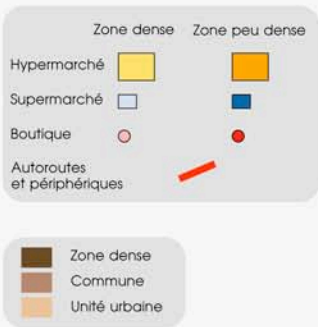 Zone dense Zone peu dense
Hypermarché
Supermarché
Boutique
Autoroutes
et périphériques
Zone dense
Commune
Unité urbaine